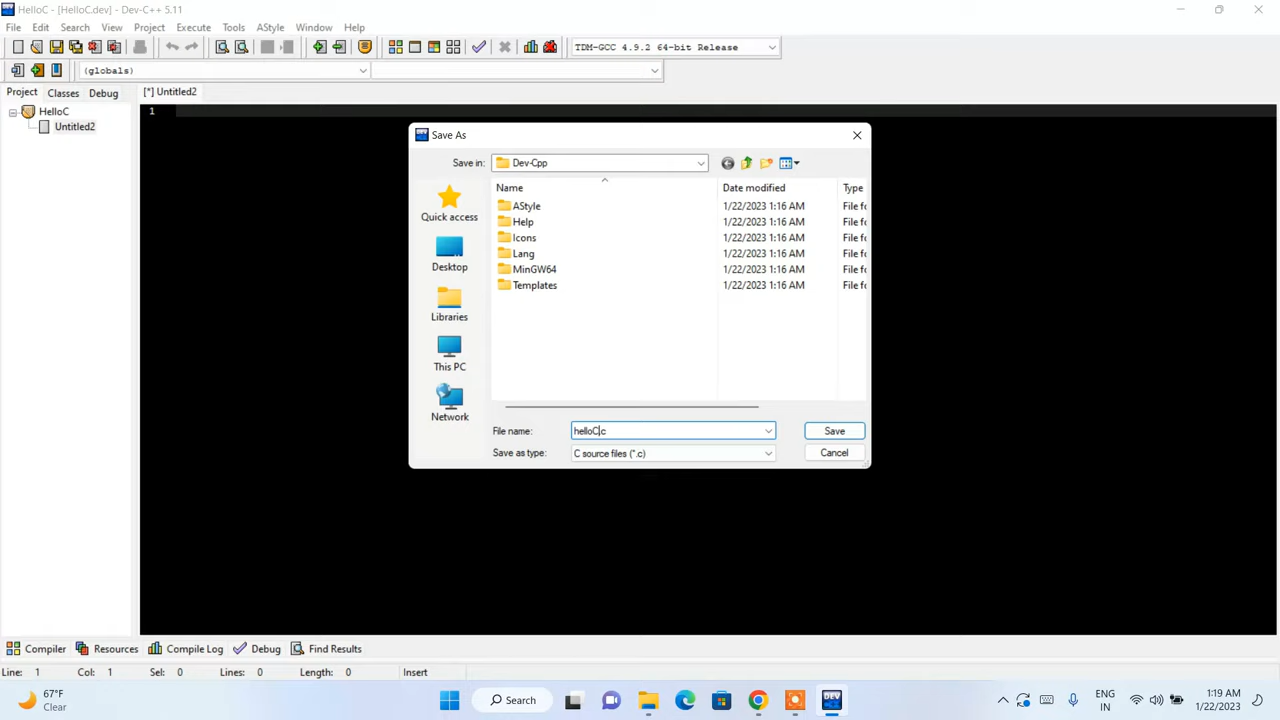 HelloC - [HelloC.dev] - Dev-C++ 5.11
File Edit Search View Project Execute Tools AStyle Window Help
TDM-GCC 4.9.2 64-bit Release
(globals)
Project Classes Debug [*] Untitled2
HelloC
Untitled2
1
Save As
Save in: Dev-Cpp
Name Date modified Type
AStyle 1/22/2023 1:16 AM File fo
Help 1/22/2023 1:16 AM File fo
Icons 1/22/2023 1:16 AM File fo
Lang 1/22/2023 1:16 AM File fo
MinGW64 1/22/2023 1:16 AM File fo
Templates 1/22/2023 1:16 AM File fo
Quick access
Desktop
Libraries
This PC
Network
File name: helloC.c Save
Save as type: C source files (*.c) Cancel
Compiler Resources Compile Log Debug Find Results
Line: 1 Col: 1 Sel: 0 Lines: 0 Length: 0 Insert
67°F
Clear
Search
ENG
IN
1:19 AM
1/22/2023